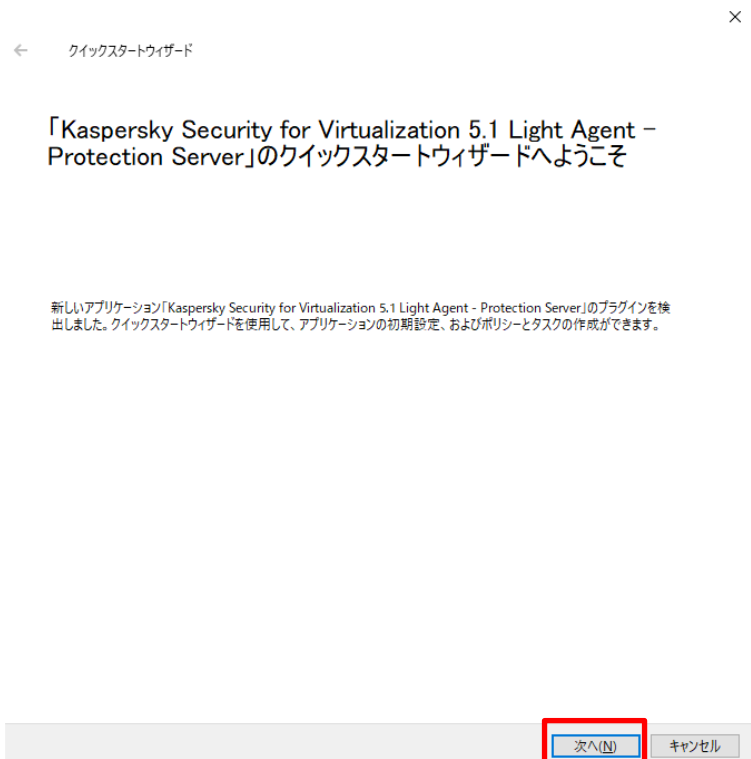 クイックスタートウィザード
「Kaspersky Security for Virtualization 5.1 Light Agent –
Protection Server」のクイックスタートウィザードへようこそ
新しいアプリケーション「Kaspersky Security for Virtualization 5.1 Light Agent - Protection Server」のプラグインを検
出しました。クイックスタートウィザードを使用して、アプリケーションの初期設定、およびポリシーとタスクの作成ができます。
次へ(N) キャンセル